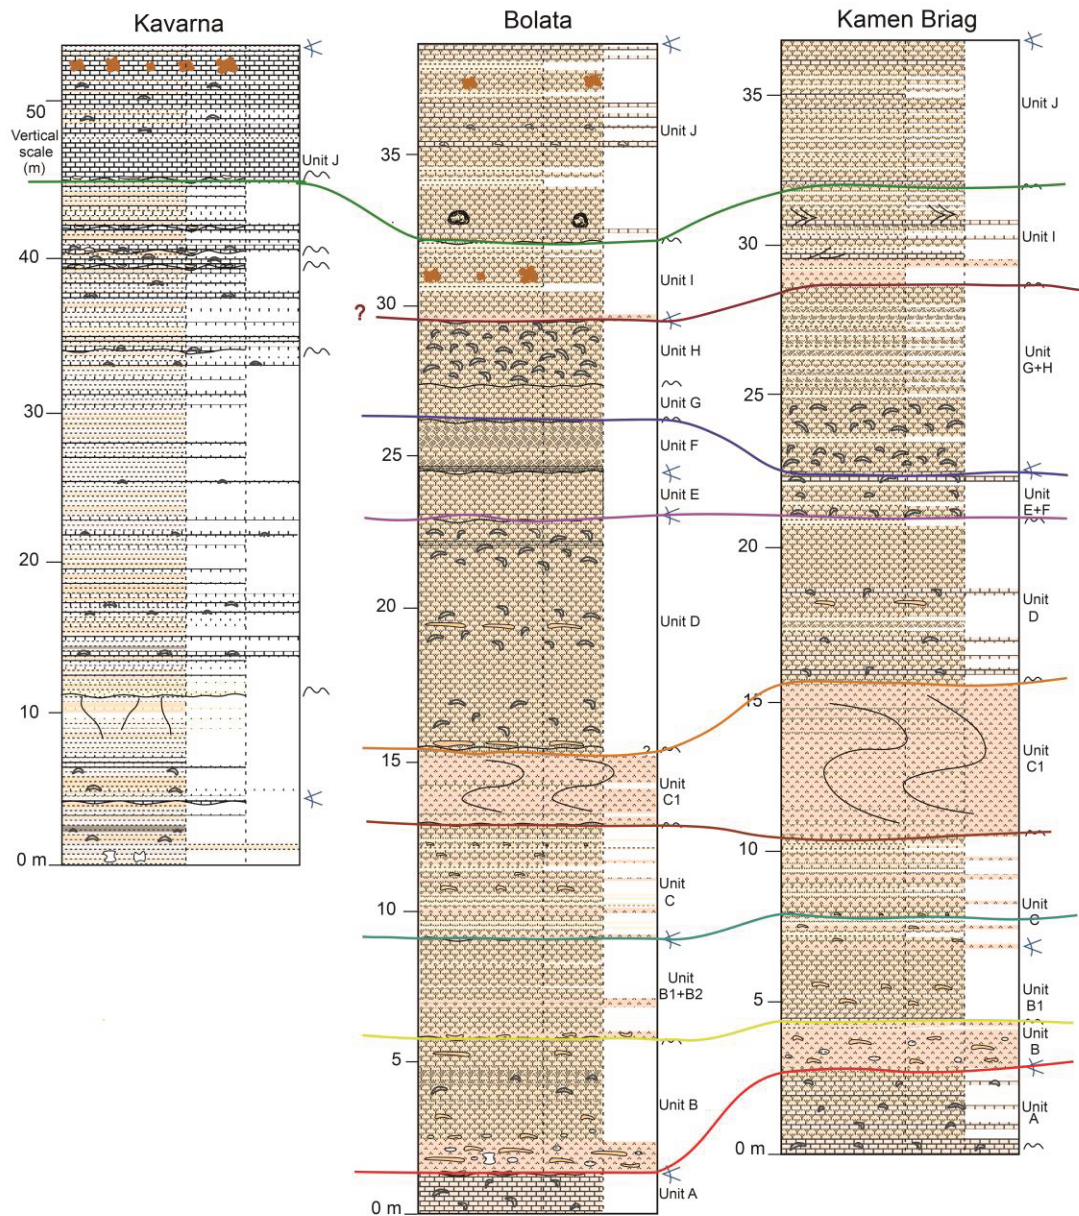 Kavarna
50
Vertical
scale
(m)
Unit J
40
30
20
10
0 m
Bolata
35
Unit J
Unit I
30
?
Unit H
Unit G
Unit F
25
Unit E
20
Unit D
?
15
Unit
C1
Unit
C
10
Unit
B1+B2
5
Unit B
Unit A
0 m
Kamen Briag
35
Unit J
30
Unit I
Unit
G+H
25
Unit
E+F
20
Unit
D
15
Unit
C1
10
Unit
C
5
Unit
B1
Unit
B
Unit
A
0 m